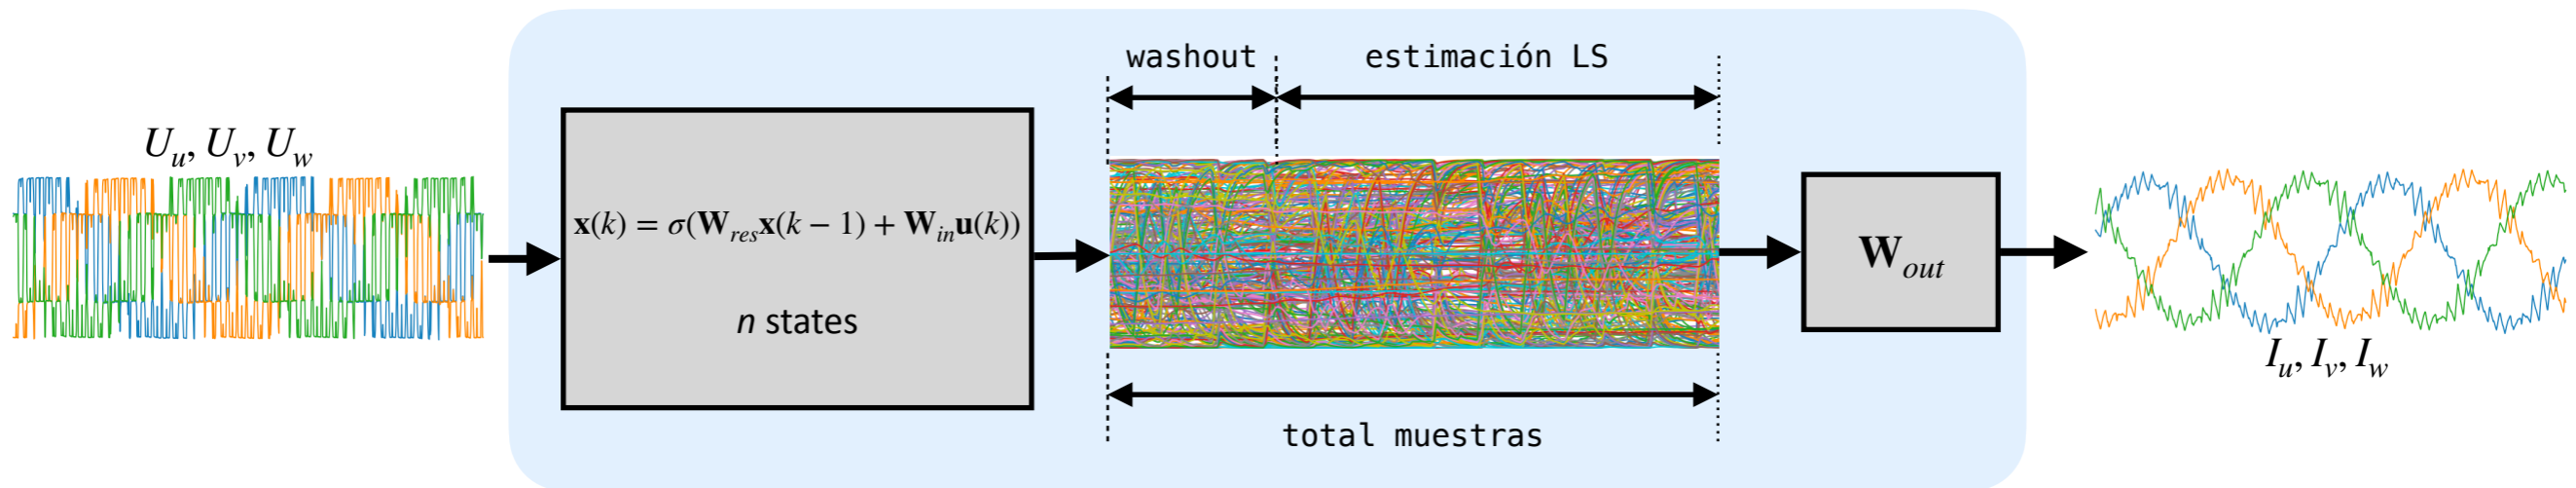 U_u, U_v, U_w
x(k) = σ(W_res x(k − 1) + W_in u(k))
n states
washout
estimación LS
total muestras
W_out
I_u, I_v, I_w